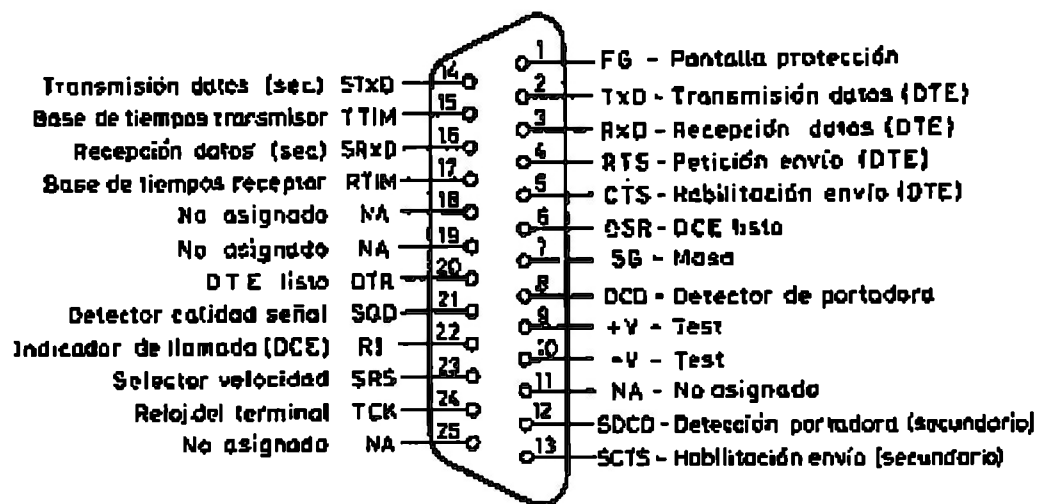 Transmisión datos (sec.) STxD 14
Base de tiempos transmisor TTIM 15
Recepción datos (sec) SRxD 16
Base de tiempos receptor RTIM 17
No asignado NA 18
No asignado NA 19
DTE listo DTR 20
Detector calidad señal SQD 21
Indicador de llamada (DCE) RI 22
Selector velocidad SRS 23
Reloj del terminal TCK 24
No asignado NA 25
1 FG - Pantalla protección
2 TxD - Transmisión datos (DTE)
3 RxD - Recepción datos (DTE)
4 RTS - Petición envío (DTE)
5 CTS - Habilitación envío (DTE)
6 DSR - DCE listo
7 SG - Masa
8 DCD - Detector de portadora
9 +V - Test
10 -V - Test
11 NA - No asignado
12 SDCD - Detección portadora (secundario)
13 SCTS - Habilitación envío (secundario)